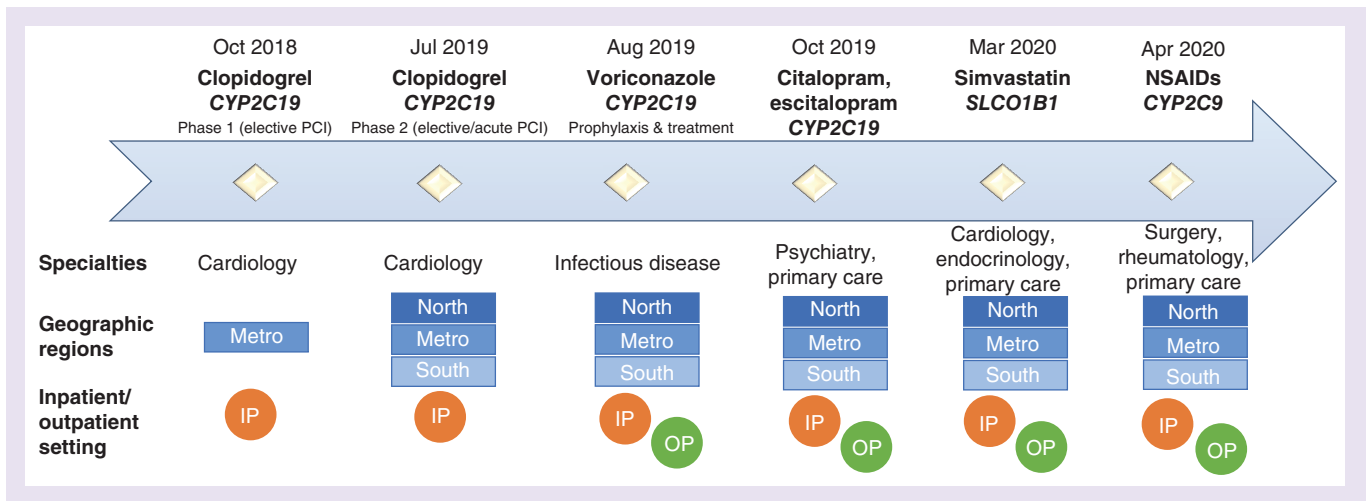 Oct 2018
Clopidogrel
CYP2C19
Phase 1 (elective PCI)
Jul 2019
Clopidogrel
CYP2C19
Phase 2 (elective/acute PCI)
Aug 2019
Voriconazole
CYP2C19
Prophylaxis & treatment
Oct 2019
Citalopram,
escitalopram
CYP2C19
Mar 2020
Simvastatin
SLCO1B1
Apr 2020
NSAIDs
CYP2C9
Specialties
Cardiology
Cardiology
Infectious disease
Psychiatry,
primary care
Cardiology,
endocrinology,
primary care
Surgery,
rheumatology,
primary care
Geographic
regions
Metro
North
Metro
South
North
Metro
South
North
Metro
South
North
Metro
South
North
Metro
South
Inpatient/
outpatient
setting
IP
IP
IP
OP
IP
OP
IP
OP
IP
OP